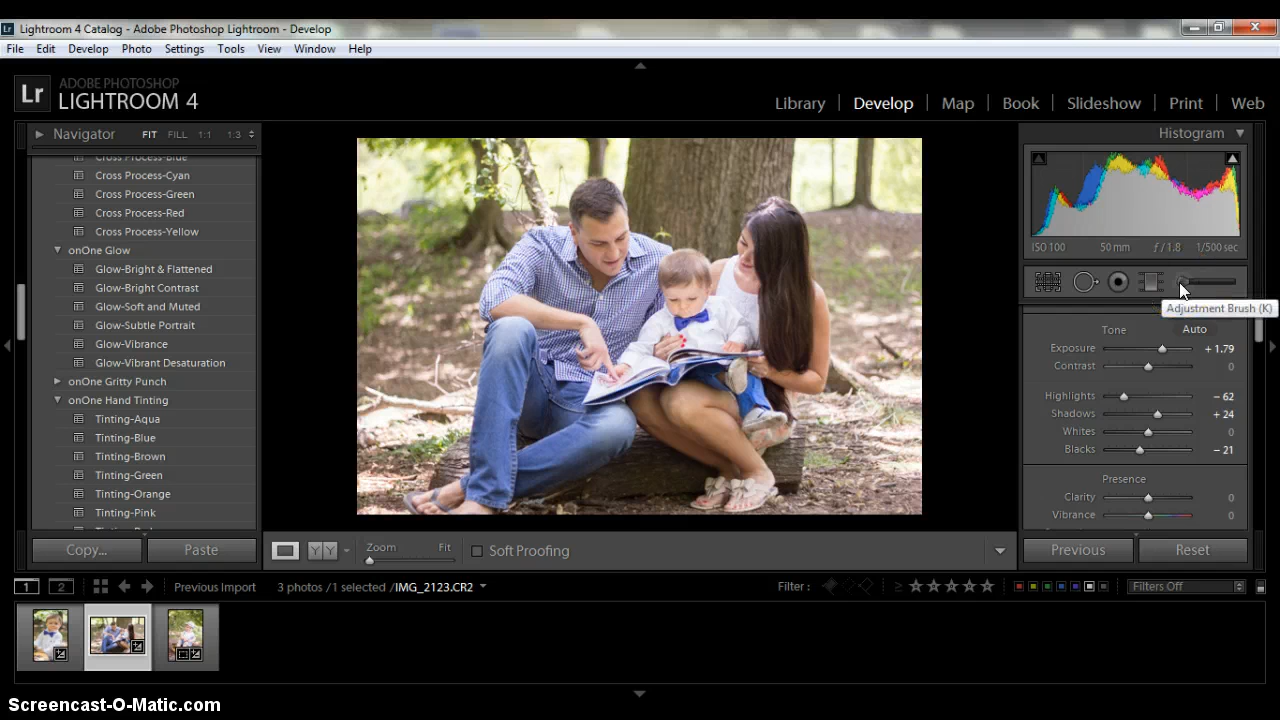 Lightroom 4 Catalog - Adobe Photoshop Lightroom - Develop
File Edit Develop Photo Settings Tools View Window Help
Lr ADOBE PHOTOSHOP
LIGHTROOM 4
Library Develop Map Book Slideshow Print Web
Navigator FIT FILL 1:1 1:3
Cross Process-Blue
Cross Process-Cyan
Cross Process-Green
Cross Process-Red
Cross Process-Yellow
onOne Glow
Glow-Bright & Flattened
Glow-Bright Contrast
Glow-Soft and Muted
Glow-Subtle Portrait
Glow-Vibrance
Glow-Vibrant Desaturation
onOne Gritty Punch
onOne Hand Tinting
Tinting-Aqua
Tinting-Blue
Tinting-Brown
Tinting-Green
Tinting-Orange
Tinting-Pink
Copy... Paste
Histogram
ISO 100 50 mm ƒ / 1.8 1/500 sec
Adjustment Brush (K)
Tone Auto
Exposure + 1.79
Contrast 0
Highlights − 62
Shadows + 24
Whites 0
Blacks − 21
Presence
Clarity 0
Vibrance 0
Previous Reset
YY Zoom Fit Soft Proofing
1 2 Previous Import 3 photos / 1 selected / IMG_2123.CR2 Filter : Filters Off
Screencast-O-Matic.com